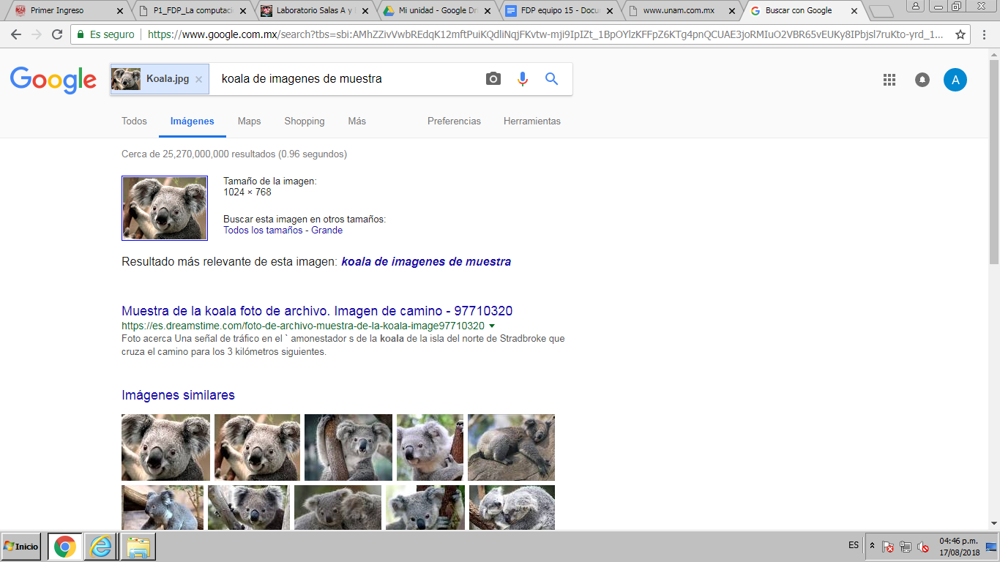 Primer Ingreso
P1_FDP_La computació
Laboratorio Salas A y
Mi unidad - Google Dri
FDP equipo 15 - Docu
www.unam.com.mx
Buscar con Google
Es seguro
https://www.google.com.mx/search?tbs=sbi:AMhZZivVwbREdqK12mftPuiKQdliNqjFKvtw-mji9IpIZt_1BpOYlzKFFpZ6KTg4pnQCUAE3joRMIuO2VBR65vEUKy8IPbjsl7ruKto-yrd_1...
Google
Koala.jpg
koala de imagenes de muestra
A
Todos Imágenes Maps Shopping Más Preferencias Herramientas
Cerca de 25,270,000,000 resultados (0.96 segundos)
Tamaño de la imagen:
1024 × 768
Buscar esta imagen en otros tamaños:
Todos los tamaños - Grande
Resultado más relevante de esta imagen: koala de imagenes de muestra
Muestra de la koala foto de archivo. Imagen de camino - 97710320
https://es.dreamstime.com/foto-de-archivo-muestra-de-la-koala-image97710320
Foto acerca Una señal de tráfico en el ` amonestador s de la koala de la isla del norte de Stradbroke que
cruza el camino para los 3 kilómetros siguientes.
Imágenes similares
Inicio
ES
04:46 p.m.
17/08/2018